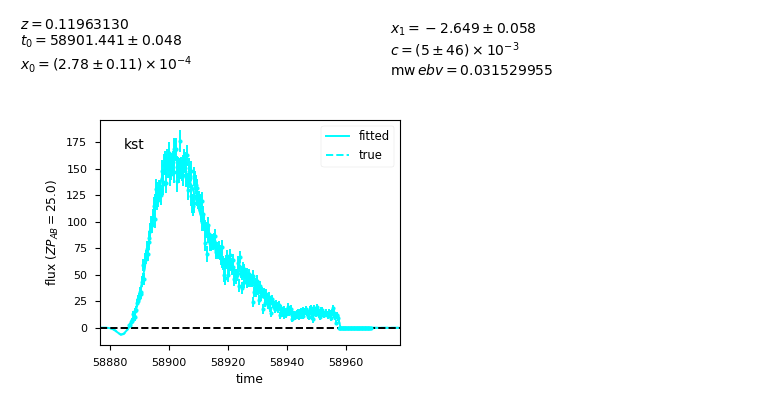 z = 0.11963130
t₀ = 58901.441 ± 0.048
x₀ = (2.78 ± 0.11) × 10⁻⁴
x₁ = −2.649 ± 0.058
c = (5 ± 46) × 10⁻³
mw ebv = 0.031529955
kst
fitted
true
flux (ZP_AB = 25.0)
175
150
125
100
75
50
25
0
58880 58900 58920 58940 58960
time